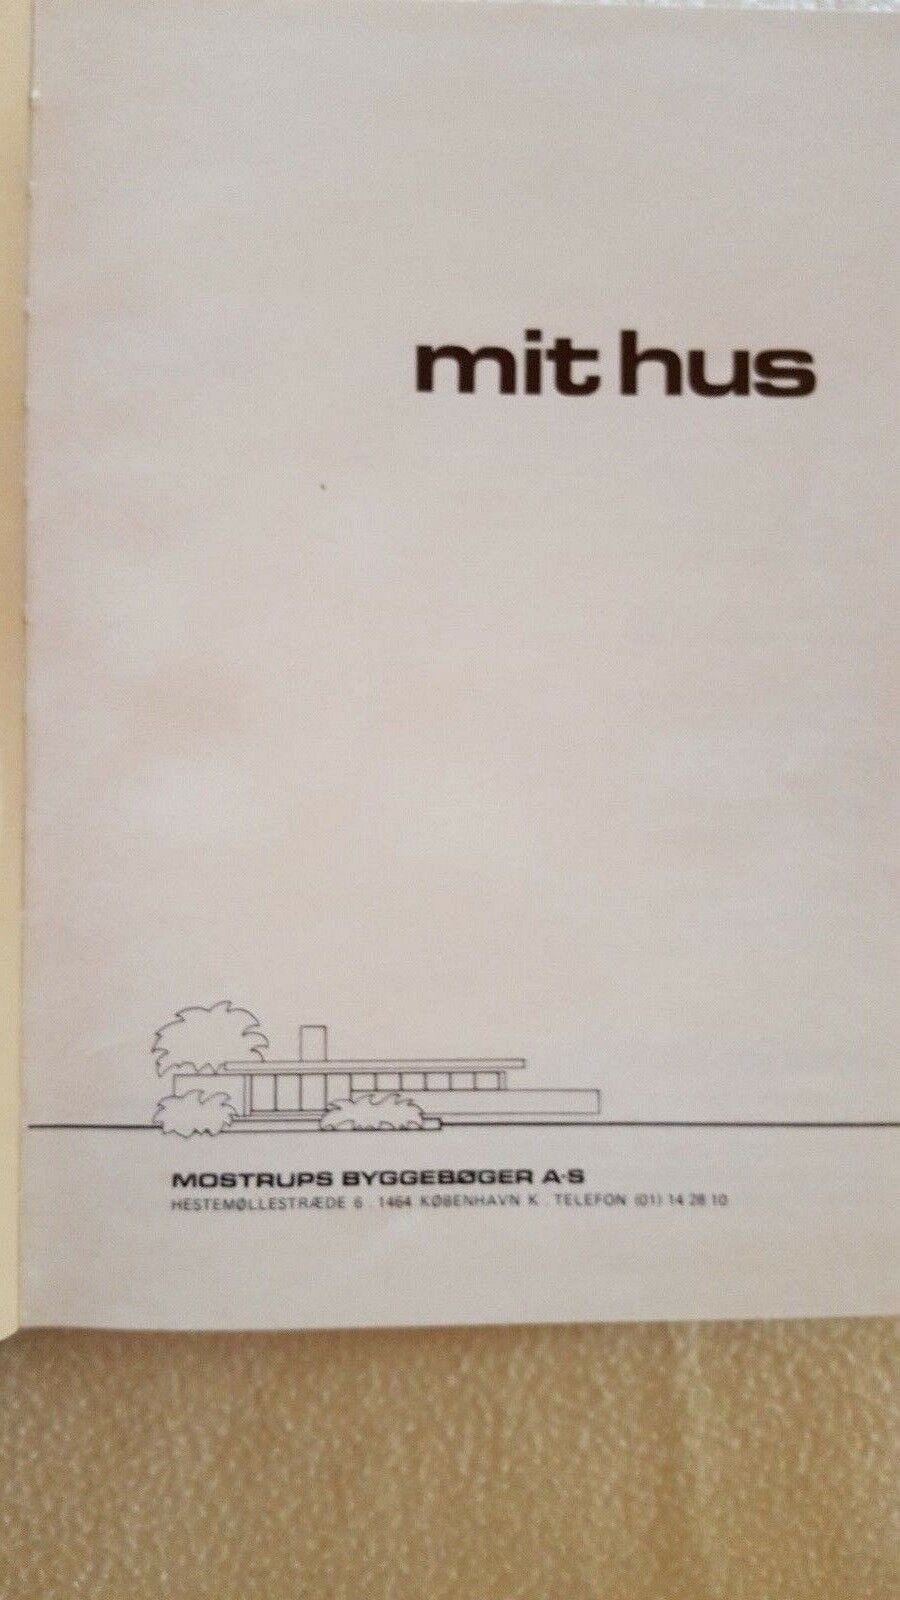 mit hus
MOSTRUPS BYGGEBØGER A-S
HESTEMØLLESTRÆDE 6 . 1464 KØBENHAVN K . TELEFON (01) 14 28 10